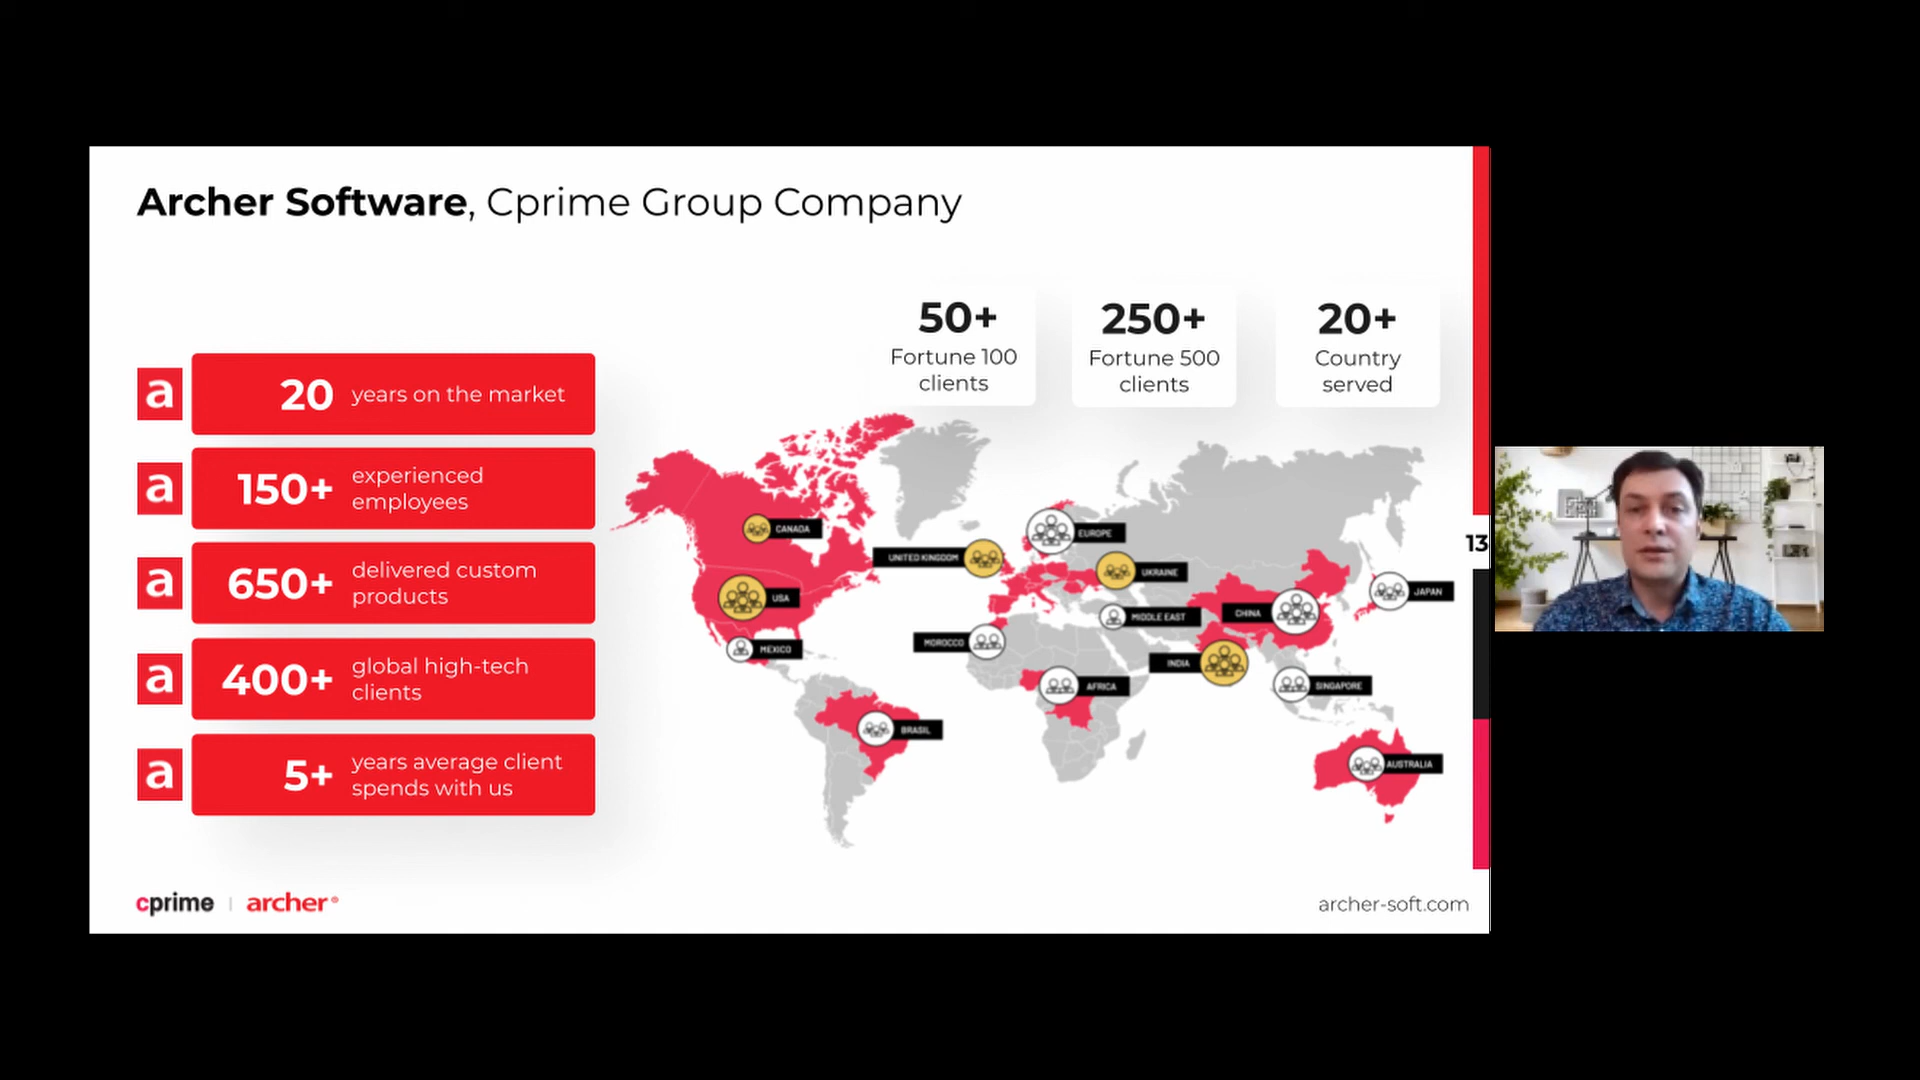 Archer Software, Cprime Group Company
50+
Fortune 100
clients
250+
Fortune 500
clients
20+
Country
served
a
20
years on the market
a
150+
experienced
employees
a
650+
delivered custom
products
a
400+
global high-tech
clients
a
5+
years average client
spends with us
CANADA
USA
MEXICO
BRASIL
UNITED KINGDOM
EUROPE
UKRAINE
MIDDLE EAST
MOROCCO
AFRICA
INDIA
CHINA
JAPAN
SINGAPORE
AUSTRALIA
13
cprime | archer®
archer-soft.com